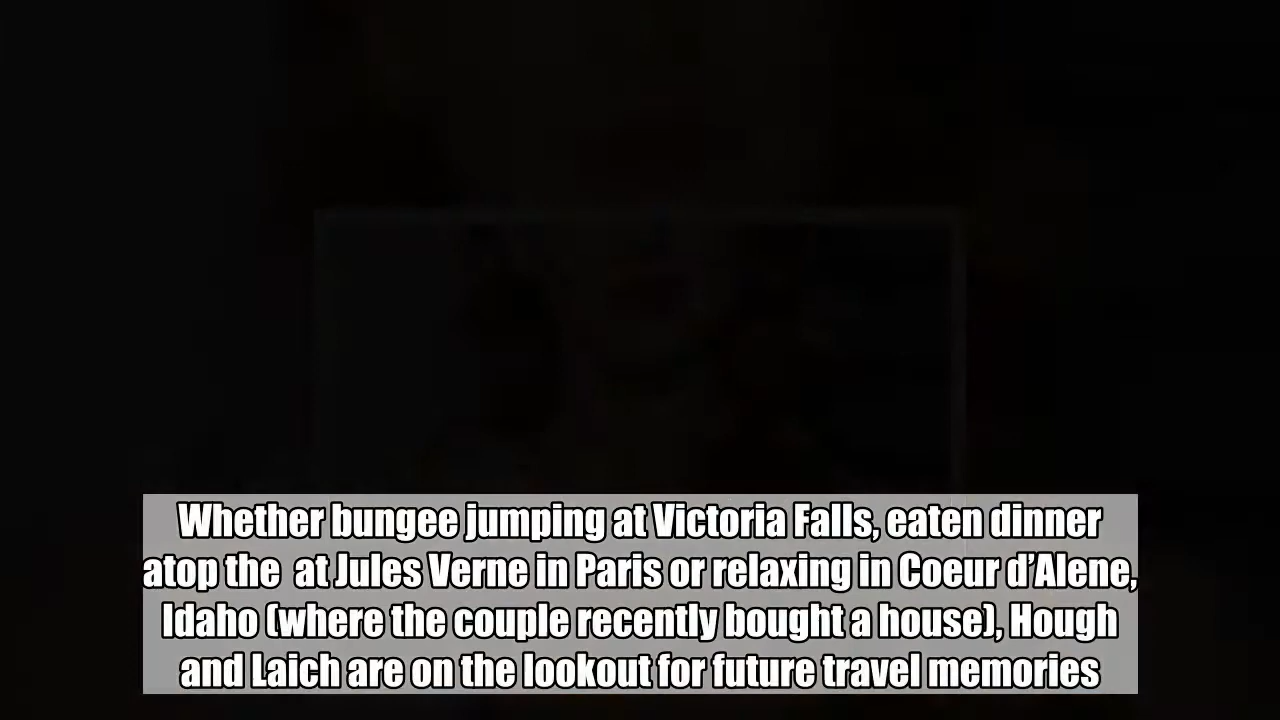 Whether bungee jumping at Victoria Falls, eaten dinner
atop the  at Jules Verne in Paris or relaxing in Coeur d’Alene,
Idaho (where the couple recently bought a house), Hough
and Laich are on the lookout for future travel memories